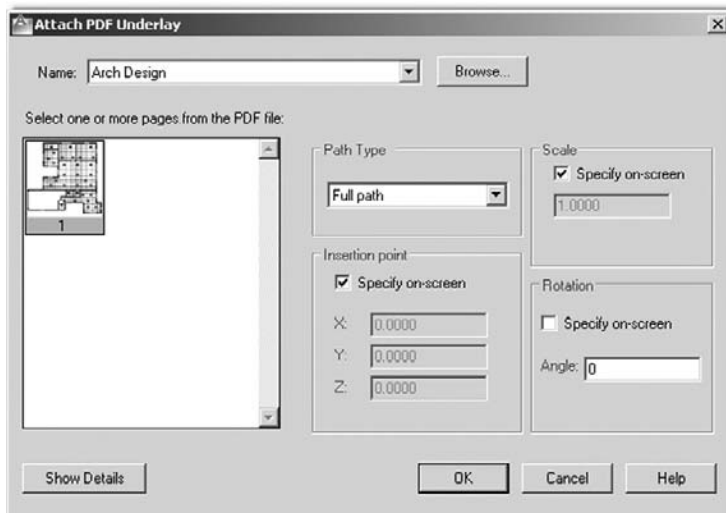 Attach PDF Underlay
Name: Arch Design Browse...
Select one or more pages from the PDF file:
1
Path Type
Full path
Scale
Specify on-screen
1.0000
Insertion point
Specify on-screen
X: 0.0000
Y: 0.0000
Z: 0.0000
Rotation
Specify on-screen
Angle: 0
Show Details OK Cancel Help